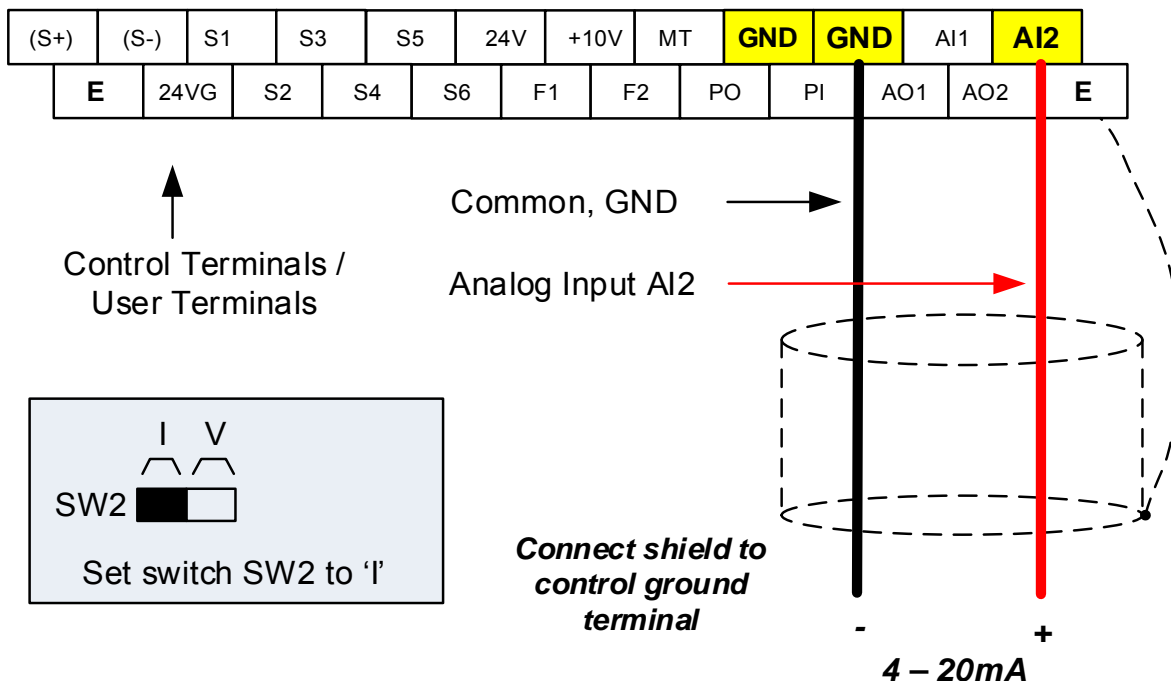 (S+) (S-) S1 S3 S5 24V +10V MT GND GND AI1 AI2
E 24VG S2 S4 S6 F1 F2 PO PI AO1 AO2 E
Common, GND
Control Terminals /
User Terminals
Analog Input AI2
I V
SW2
Set switch SW2 to ‘I’
Connect shield to
control ground
terminal
- +
4 – 20mA